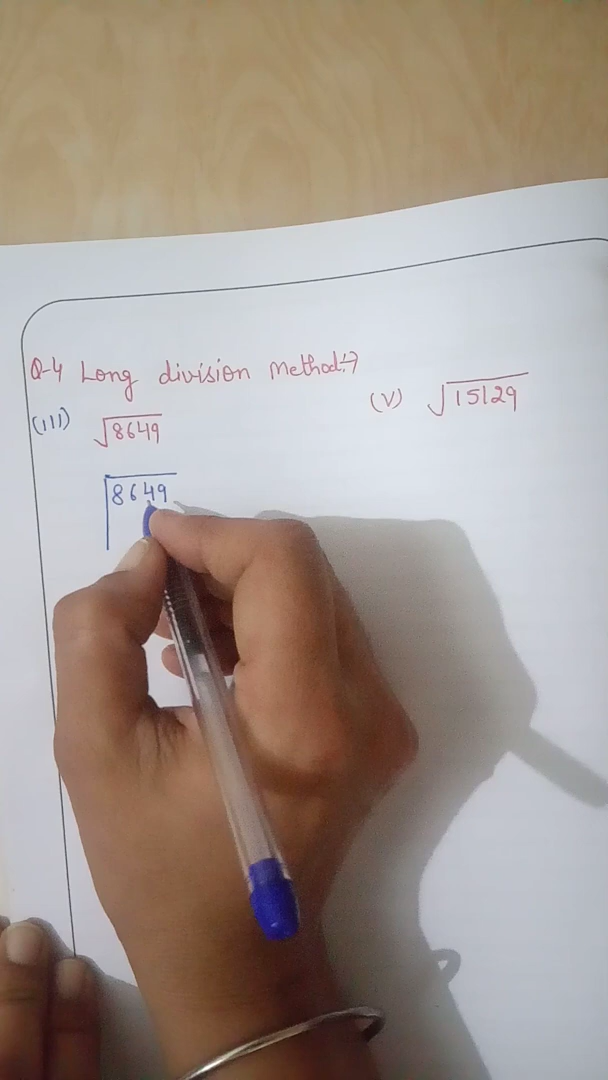 Q-4 Long division Method:→
(III) √8649
(V) √15129
8649